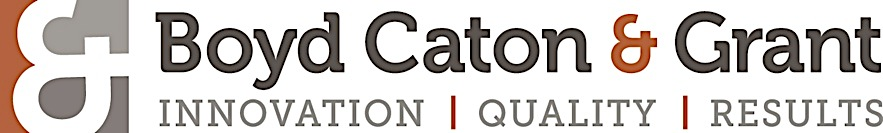 &
Boyd Caton & Grant
INNOVATION | QUALITY | RESULTS